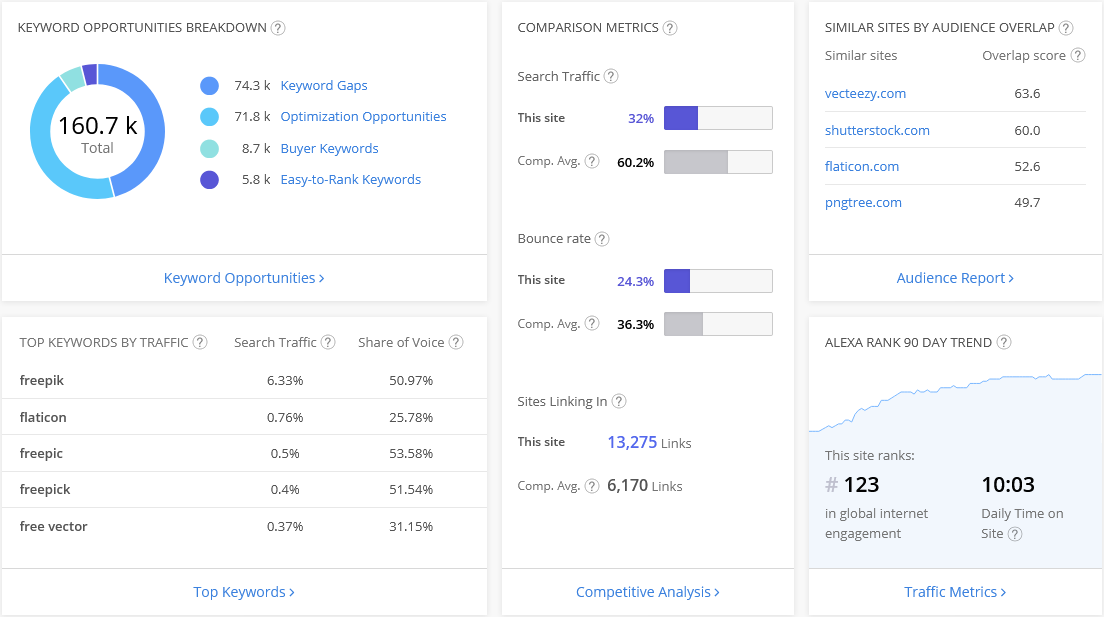 KEYWORD OPPORTUNITIES BREAKDOWN ?
160.7 k
Total
74.3 k Keyword Gaps
71.8 k Optimization Opportunities
8.7 k Buyer Keywords
5.8 k Easy-to-Rank Keywords
Keyword Opportunities >
TOP KEYWORDS BY TRAFFIC ? Search Traffic ? Share of Voice ?
freepik 6.33% 50.97%
flaticon 0.76% 25.78%
freepic 0.5% 53.58%
freepick 0.4% 51.54%
free vector 0.37% 31.15%
Top Keywords >
COMPARISON METRICS ?
Search Traffic ?
This site 32%
Comp. Avg. ? 60.2%
Bounce rate ?
This site 24.3%
Comp. Avg. ? 36.3%
Sites Linking In ?
This site 13,275 Links
Comp. Avg. ? 6,170 Links
Competitive Analysis >
SIMILAR SITES BY AUDIENCE OVERLAP ?
Similar sites Overlap score ?
vecteezy.com 63.6
shutterstock.com 60.0
flaticon.com 52.6
pngtree.com 49.7
Audience Report >
ALEXA RANK 90 DAY TREND ?
This site ranks:
# 123
in global internet
engagement
10:03
Daily Time on
Site ?
Traffic Metrics >